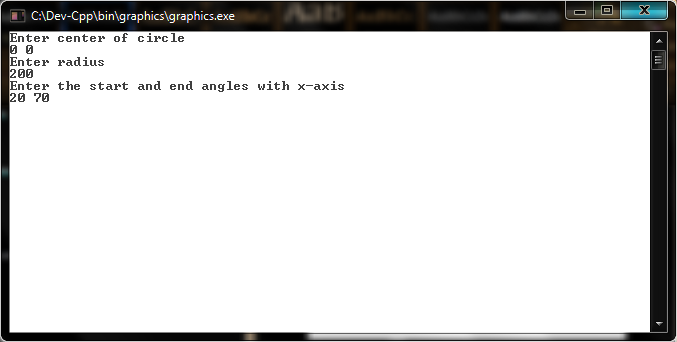 C:\Dev-Cpp\bin\graphics\graphics.exe
Enter center of circle
0 0
Enter radius
200
Enter the start and end angles with x-axis
20 70